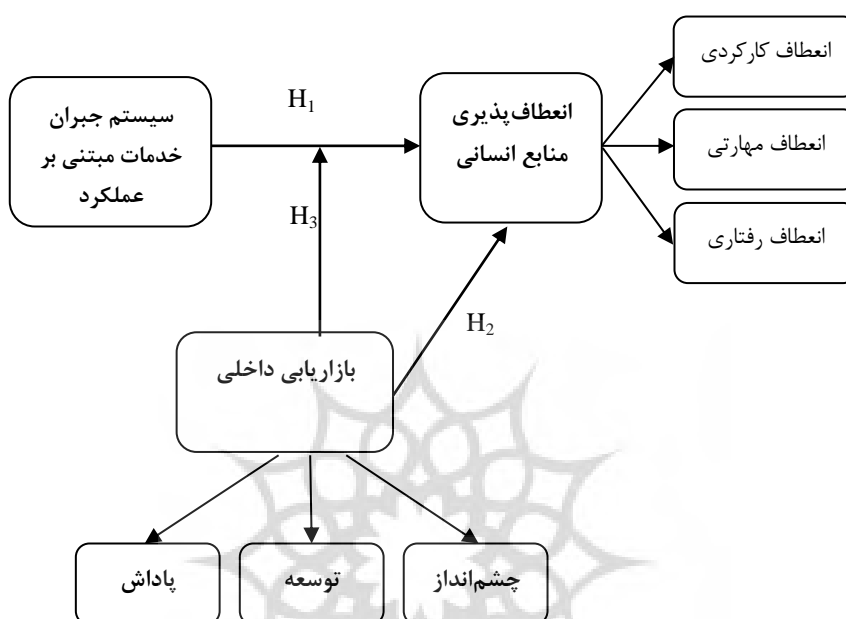 انعطاف کارکردی
سیستم جبران
خدمات مبتنی بر
عملکرد
H₁
انعطاف‌پذیری
منابع انسانی
انعطاف مهارتی
انعطاف رفتاری
H₃
H₂
بازاریابی داخلی
چشم‌انداز
توسعه
پاداش